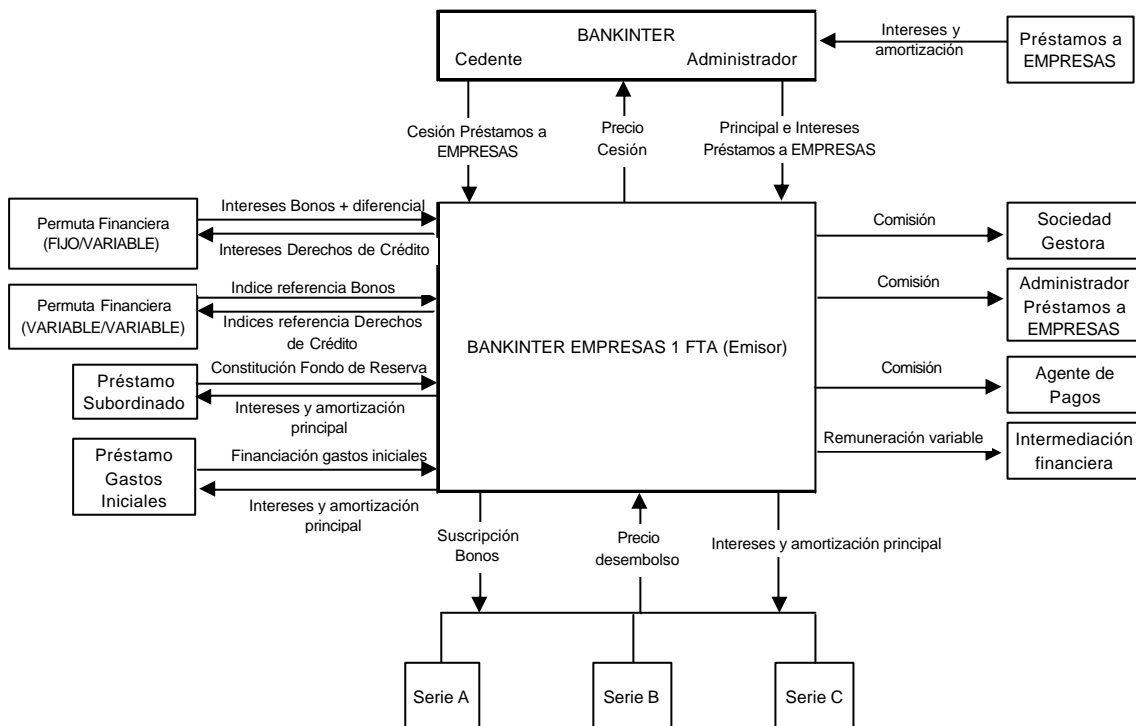 BANKINTER
Cedente
Administrador
Intereses y
amortización
Préstamos a
EMPRESAS
Cesión Préstamos a
EMPRESAS
Precio
Cesión
Principal e Intereses
Préstamos a EMPRESAS
Permuta Financiera
(FIJO/VARIABLE)
Intereses Bonos + diferencial
Intereses Derechos de Crédito
Permuta Financiera
(VARIABLE/VARIABLE)
Indice referencia Bonos
Indices referencia Derechos
de Crédito
Préstamo
Subordinado
Constitución Fondo de Reserva
Intereses y amortización
principal
Préstamo
Gastos
Iniciales
Financiación gastos iniciales
Intereses y amortización
principal
BANKINTER EMPRESAS 1 FTA (Emisor)
Comisión
Sociedad
Gestora
Comisión
Administrador
Préstamos a
EMPRESAS
Comisión
Agente de
Pagos
Remuneración variable
Intermediación
financiera
Suscripción
Bonos
Precio
desembolso
Intereses y amortización principal
Serie A
Serie B
Serie C